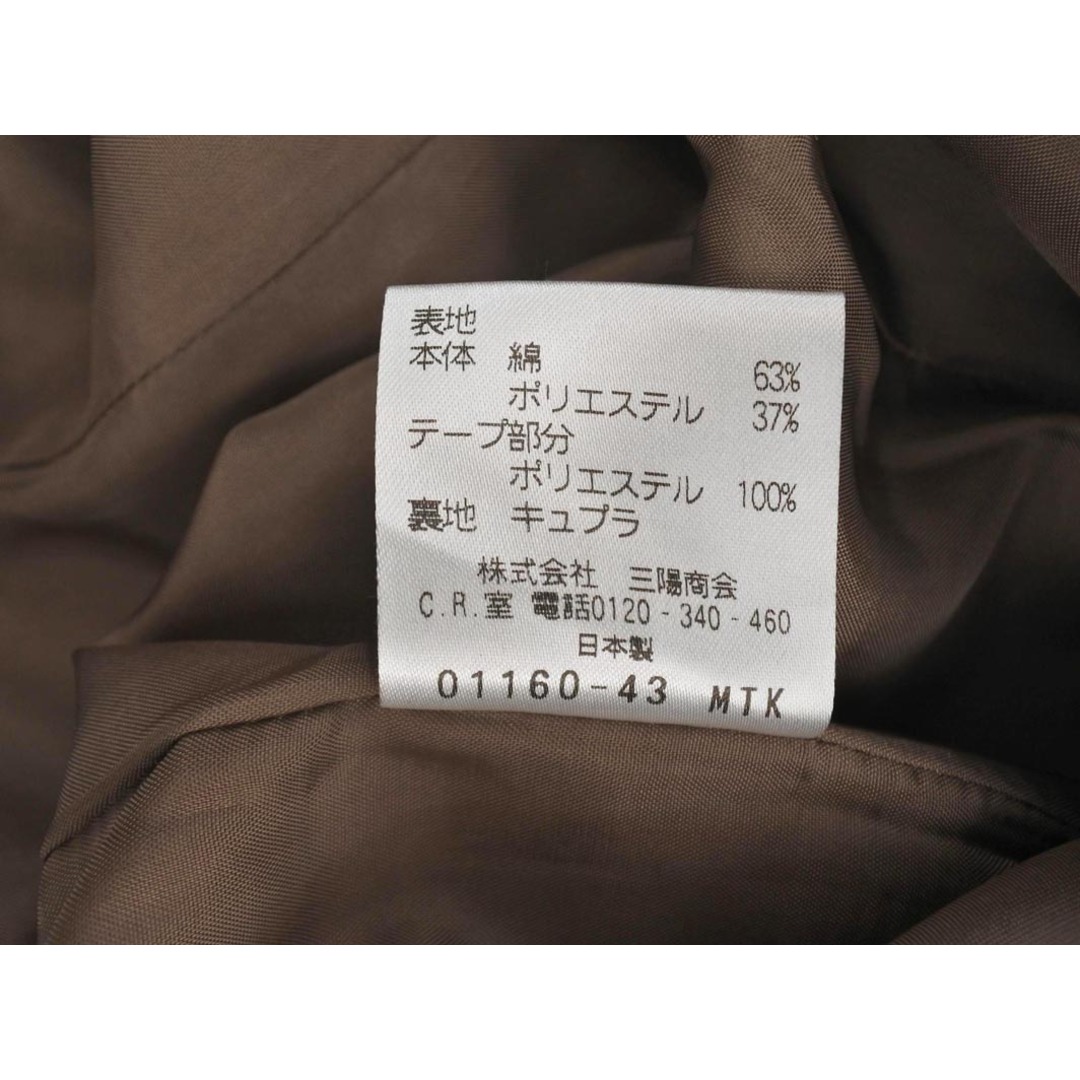 表地
本体 綿 63%
ポリエステル 37%
テープ部分
ポリエステル 100%
裏地 キュプラ
株式会社 三陽商会
C.R.室 電話0120-340-460
日本製
01160-43 MTK